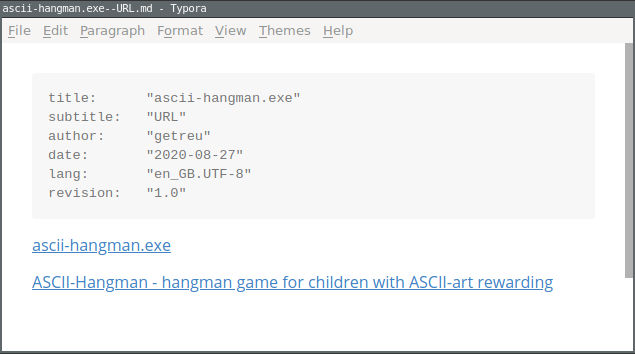 ascii-hangman.exe--URL.md - Typora
File Edit Paragraph Format View Themes Help
title: "ascii-hangman.exe"
subtitle: "URL"
author: "getreu"
date: "2020-08-27"
lang: "en_GB.UTF-8"
revision: "1.0"
ascii-hangman.exe
ASCII-Hangman - hangman game for children with ASCII-art rewarding